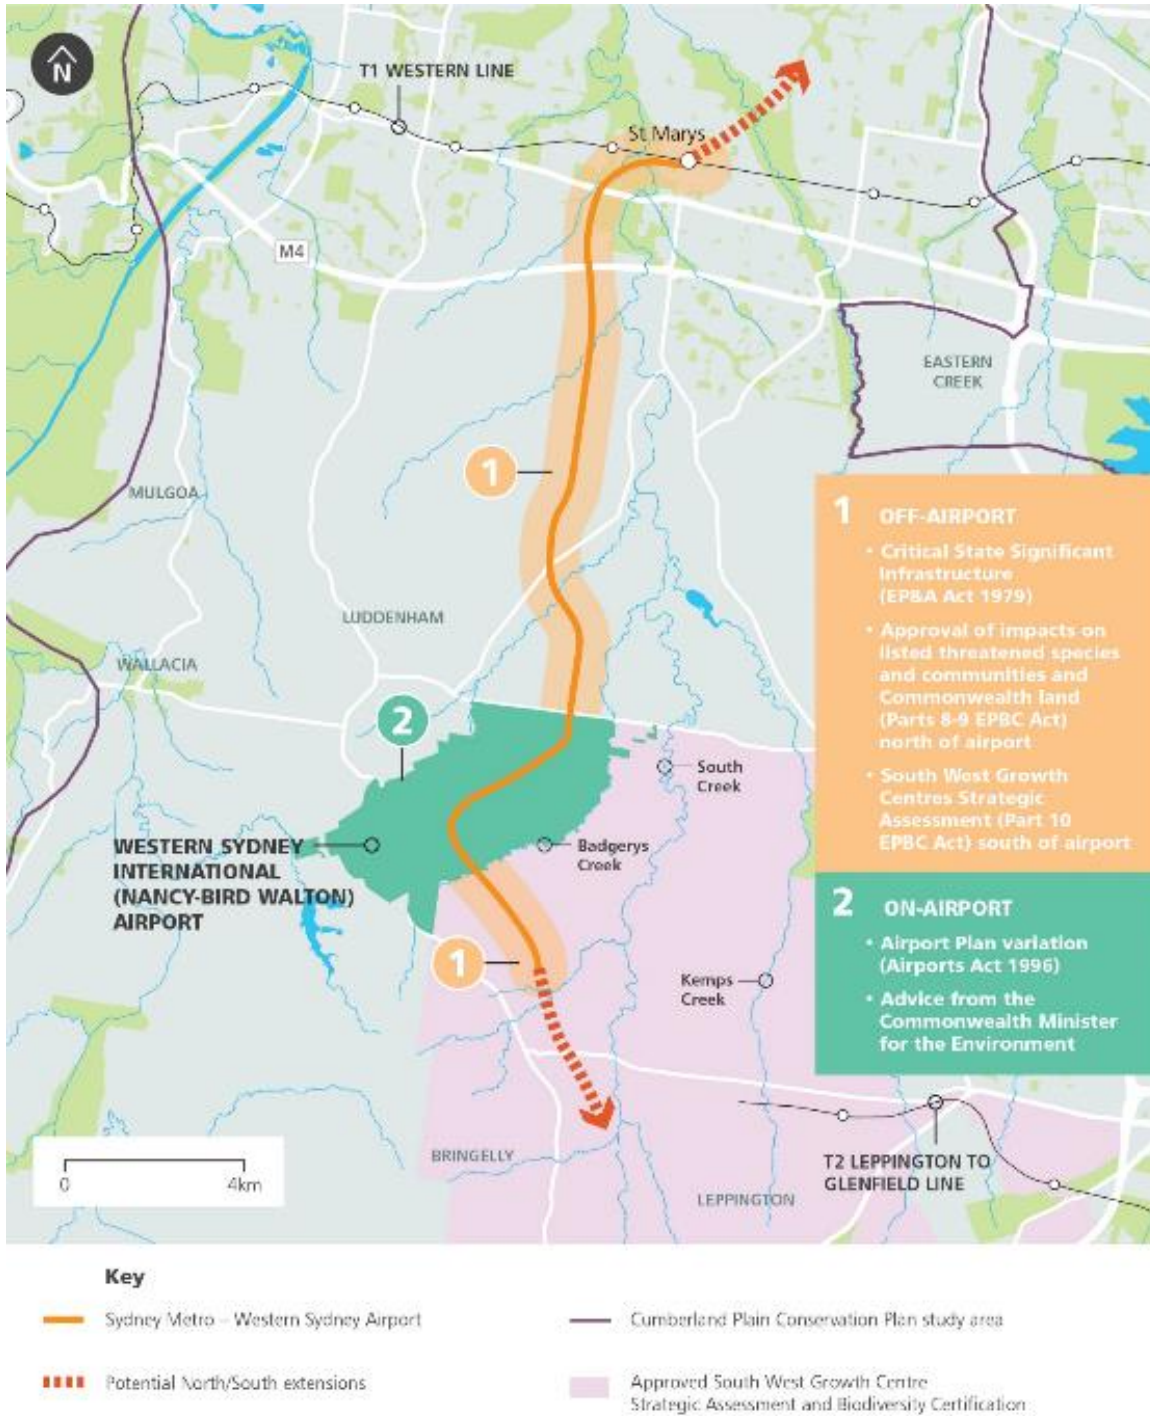 N
T1 WESTERN LINE
St Marys
M4
EASTERN
CREEK
1
MULGOA
LUDDENHAM
WALLACIA
2
South
Creek
WESTERN SYDNEY
INTERNATIONAL
(NANCY-BIRD WALTON)
AIRPORT
Badgerys
Creek
1
Kemps
Creek
BRINGELLY
T2 LEPPINGTON TO
GLENFIELD LINE
LEPPINGTON
0 4km
1 OFF-AIRPORT
• Critical State Significant
Infrastructure
(EP&A Act 1979)
• Approval of impacts on
listed threatened species
and communities and
Commonwealth land
(Parts 8-9 EPBC Act)
north of airport
• South West Growth
Centres Strategic
Assessment (Part 10
EPBC Act) south of airport
2 ON-AIRPORT
• Airport Plan variation
(Airports Act 1996)
• Advice from the
Commonwealth Minister
for the Environment
Key
Sydney Metro – Western Sydney Airport
Potential North/South extensions
Cumberland Plain Conservation Plan study area
Approved South West Growth Centre
Strategic Assessment and Biodiversity Certification